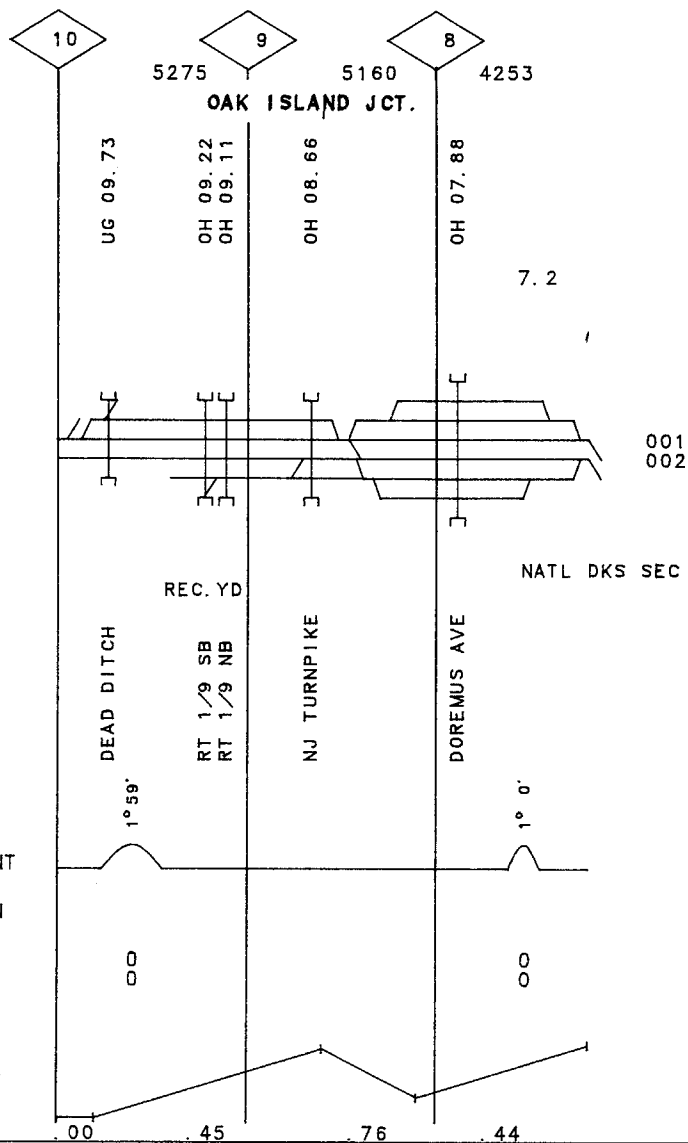 10 9 8
5275 5160 4253
OAK ISLAND JCT.
UG 09.73
OH 09.22
OH 09.11
OH 08.66
OH 07.88
7.2
001
002
NATL DKS SEC
REC. YD
DEAD DITCH
RT 1/9 SB
RT 1/9 NB
NJ TURNPIKE
DOREMUS AVE
1° 59'
1° 0'
NT
N
0 0
0 0
.00 .45 .76 .44